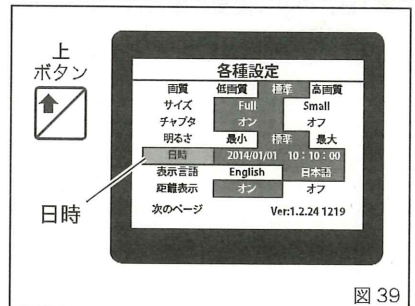 上
ボタン
各種設定
画質 低画質 標準 高画質
サイズ Full Small
チャプタ オン オフ
明るさ 最小 標準 最大
日時 2014/01/01 10：10：00
表示言語 English 日本語
距離表示 オン オフ
次のページ Ver:1.2.24 1219
日時
図 39